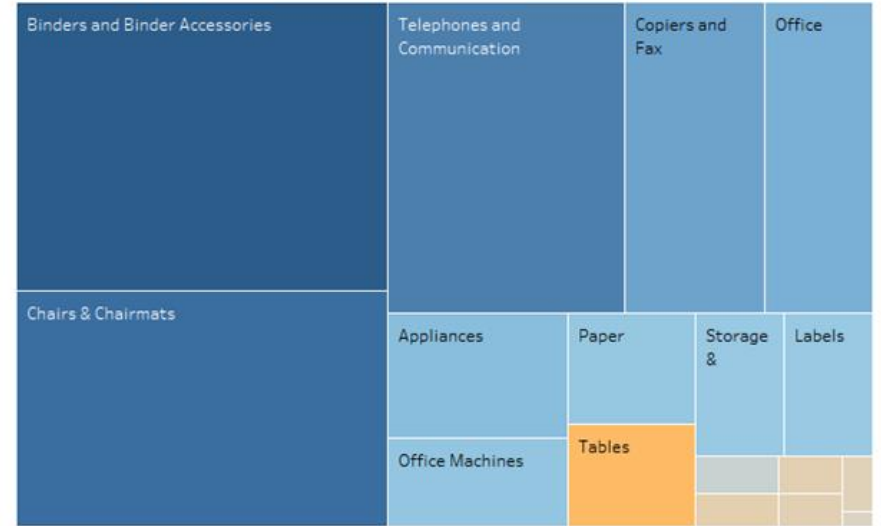 Binders and Binder Accessories
Telephones and
Communication
Copiers and
Fax
Office
Chairs & Chairmats
Appliances
Paper
Storage
&
Labels
Office Machines
Tables